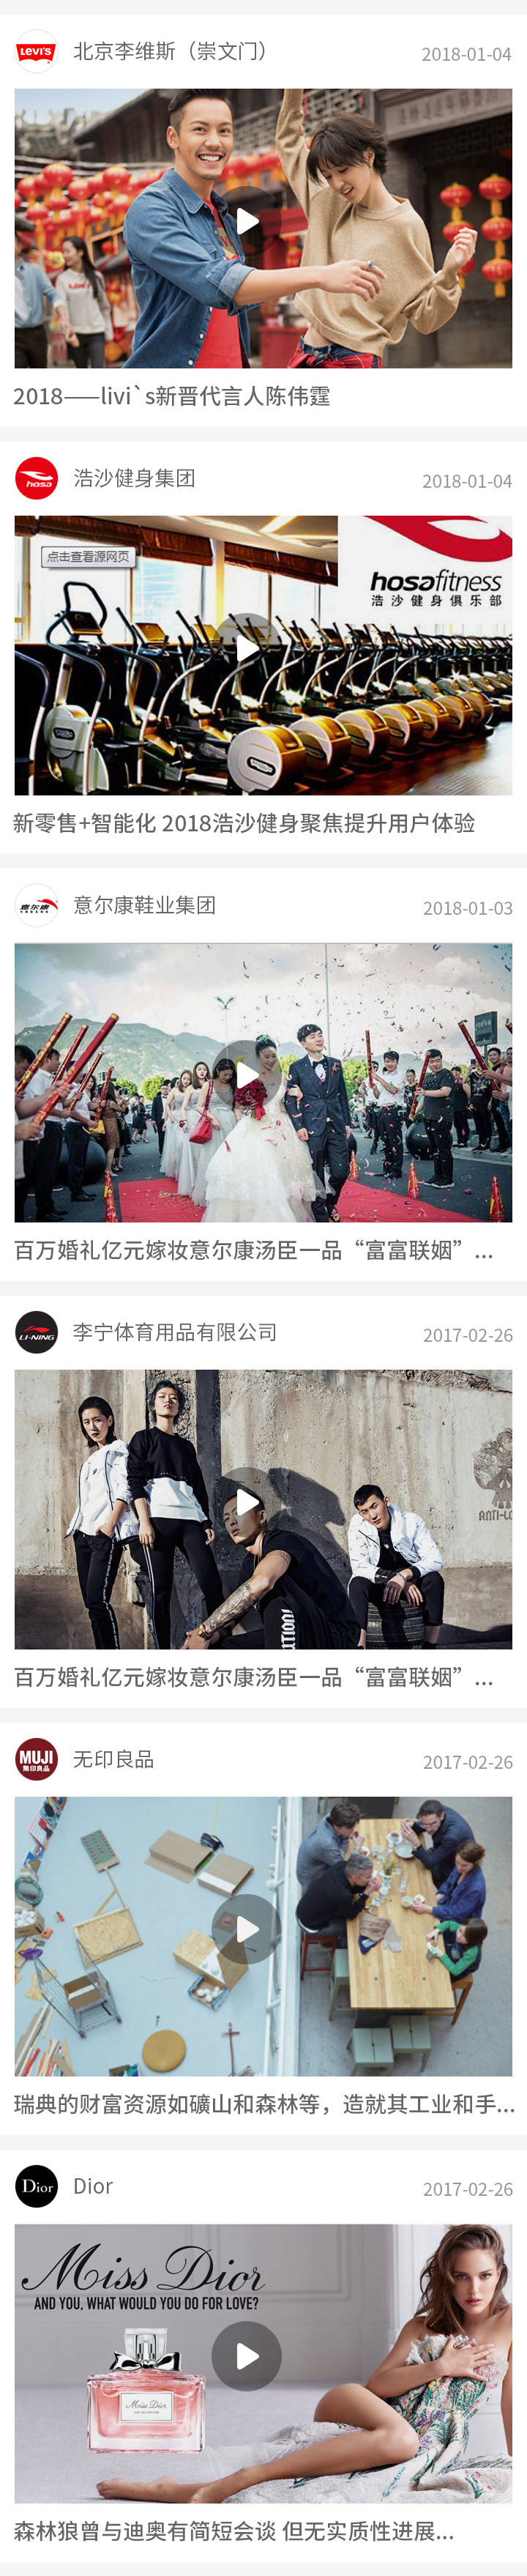 LEVI'S
北京李维斯（崇文门）
2018-01-04
2018——livi`s新晋代言人陈伟霆
hosa
浩沙健身集团
2018-01-04
点击查看源网页
hosafitness
浩沙健身俱乐部
新零售+智能化 2018浩沙健身聚焦提升用户体验
意尔康
意尔康鞋业集团
2018-01-03
百万婚礼亿元嫁妆意尔康汤臣一品“富富联姻”...
LI-NING
李宁体育用品有限公司
2017-02-26
百万婚礼亿元嫁妆意尔康汤臣一品“富富联姻”...
MUJI
無印良品
无印良品
2017-02-26
瑞典的财富资源如礦山和森林等，造就其工业和手...
Dior
Dior
2017-02-26
Miss Dior
AND YOU, WHAT WOULD YOU DO FOR LOVE?
Miss Dior
森林狼曾与迪奥有简短会谈 但无实质性进展...